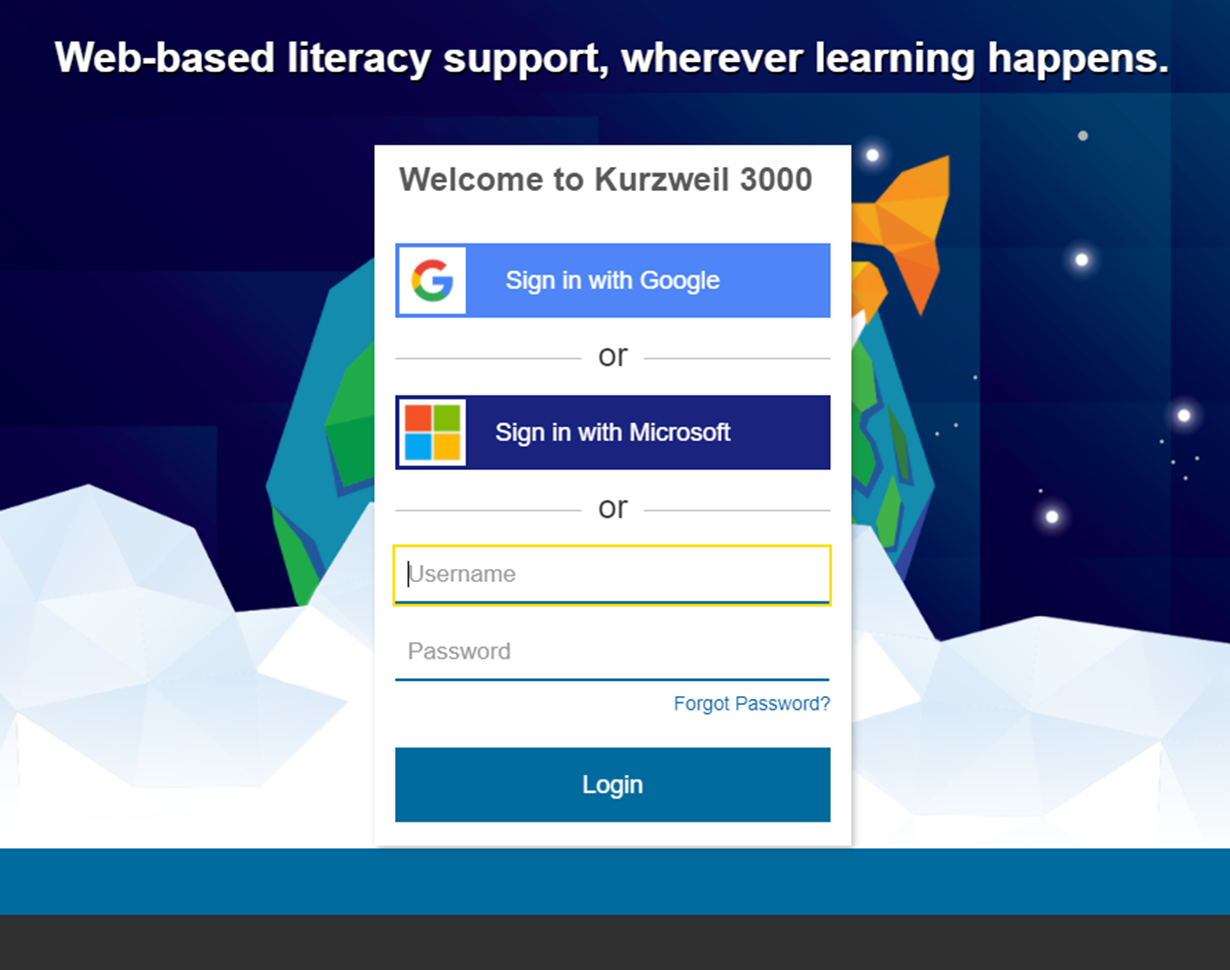 Web-based literacy support, wherever learning happens.
Welcome to Kurzweil 3000
Sign in with Google
or
Sign in with Microsoft
or
Username
Password
Forgot Password?
Login